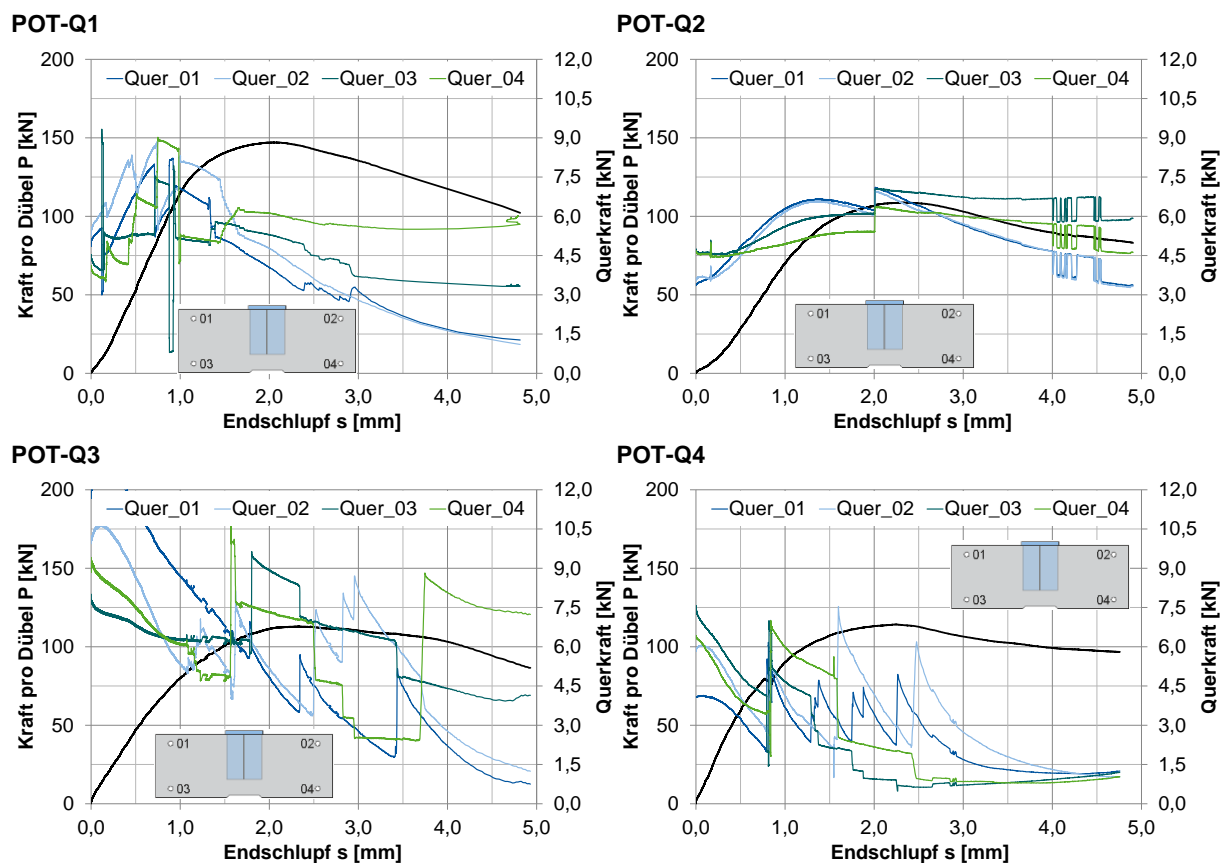 POT-Q1
Kraft pro Dübel P [kN]
200
150
100
50
0
Quer_01 Quer_02 Quer_03 Quer_04
12,0
10,5
9,0
7,5
6,0
4,5
3,0
1,5
0,0
Querkraft [kN]
01 02
03 04
0,0 1,0 2,0 3,0 4,0 5,0
Endschlupf s [mm]
POT-Q2
Kraft pro Dübel P [kN]
200
150
100
50
0
Quer_01 Quer_02 Quer_03 Quer_04
12,0
10,5
9,0
7,5
6,0
4,5
3,0
1,5
0,0
Querkraft [kN]
01 02
03 04
0,0 1,0 2,0 3,0 4,0 5,0
Endschlupf s [mm]
POT-Q3
Kraft pro Dübel P [kN]
200
150
100
50
0
Quer_01 Quer_02 Quer_03 Quer_04
12,0
10,5
9,0
7,5
6,0
4,5
3,0
1,5
0,0
Querkraft [kN]
01 02
03 04
0,0 1,0 2,0 3,0 4,0 5,0
Endschlupf s [mm]
POT-Q4
Kraft pro Dübel P [kN]
200
150
100
50
0
Quer_01 Quer_02 Quer_03 Quer_04
12,0
10,5
9,0
7,5
6,0
4,5
3,0
1,5
0,0
Querkraft [kN]
01 02
03 04
0,0 1,0 2,0 3,0 4,0 5,0
Endschlupf s [mm]